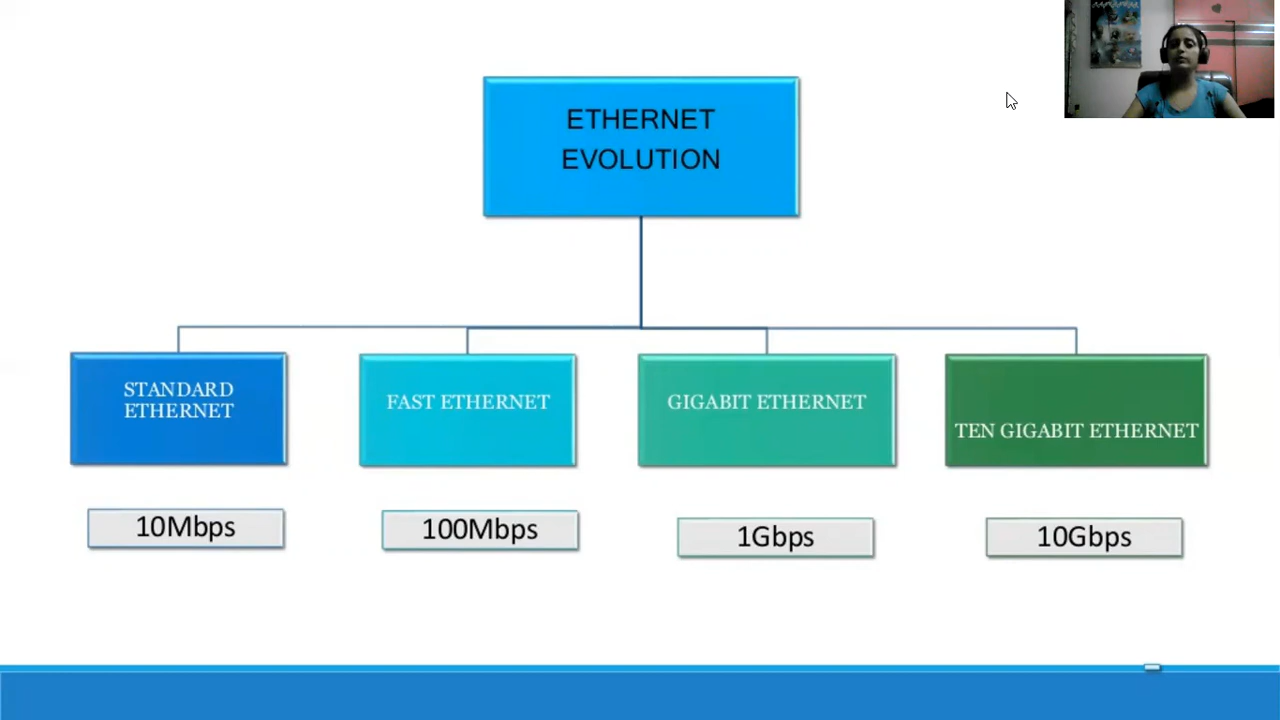 ETHERNET
EVOLUTION
STANDARD
ETHERNET
FAST ETHERNET
GIGABIT ETHERNET
TEN GIGABIT ETHERNET
10Mbps
100Mbps
1Gbps
10Gbps